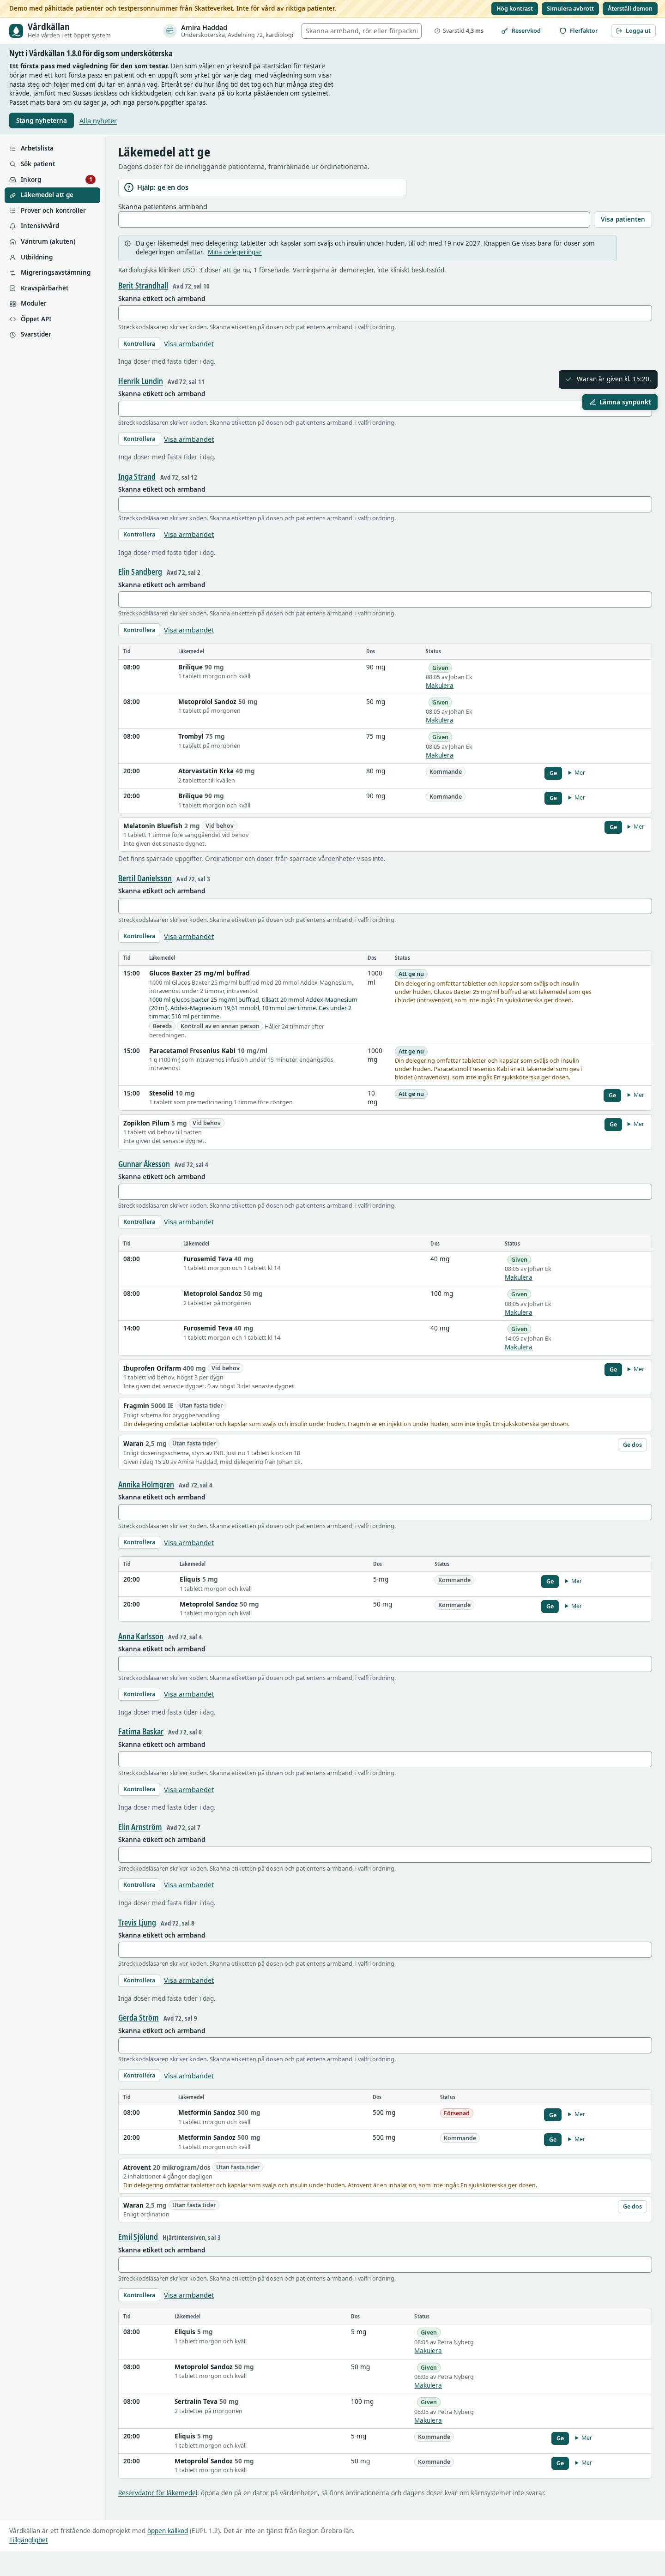 Demo med påhittade patienter och testpersonnummer från Skatteverket. Inte för vård av riktiga patienter.
Hög kontrast
Simulera avbrott
Återställ demon
Vårdkällan
Hela vården i ett öppet system
Amira Haddad
Undersköterska, Avdelning 72, kardiologi
Skanna armband, rör eller förpackni
Svarstid 4,3 ms
Reservkod
Flerfaktor
Logga ut
Nytt i Vårdkällan 1.8.0 för dig som undersköterska
Ett första pass med vägledning för den som testar. Den som väljer en yrkesroll på startsidan för testare
börjar med ett kort första pass: en patient och en uppgift som yrket gör varje dag, med vägledning som visar
nästa steg och följer med om du tar en annan väg. Efteråt ser du hur lång tid det tog och hur många steg det
krävde, jämfört med Sussas tidsklass och klickbudgeten, och kan svara på tio korta påståenden om systemet.
Passet mäts bara om du säger ja, och inga personuppgifter sparas.
Stäng nyheterna
Alla nyheter
Arbetslista
Sök patient
Inkorg
1
Läkemedel att ge
Prover och kontroller
Intensivvård
Väntrum (akuten)
Utbildning
Migreringsavstämning
Kravspårbarhet
Moduler
Öppet API
Svarstider
Läkemedel att ge
Dagens doser för de inneliggande patienterna, framräknade ur ordinationerna.
Hjälp: ge en dos
Skanna patientens armband
Visa patienten
Du ger läkemedel med delegering: tabletter och kapslar som sväljs och insulin under huden, till och med 19 nov 2027. Knappen Ge visas bara för doser som
delegeringen omfattar. Mina delegeringar
Kardiologiska kliniken USÖ: 3 doser att ge nu, 1 försenade. Varningarna är demoregler, inte kliniskt beslutsstöd.
Berit Strandhall Avd 72, sal 10
Skanna etikett och armband
Streckkodsläsaren skriver koden. Skanna etiketten på dosen och patientens armband, i valfri ordning.
Kontrollera
Visa armbandet
Inga doser med fasta tider i dag.
Henrik Lundin Avd 72, sal 11
Waran är given kl. 15:20.
Skanna etikett och armband
Lämna synpunkt
Streckkodsläsaren skriver koden. Skanna etiketten på dosen och patientens armband, i valfri ordning.
Kontrollera
Visa armbandet
Inga doser med fasta tider i dag.
Inga Strand Avd 72, sal 12
Skanna etikett och armband
Streckkodsläsaren skriver koden. Skanna etiketten på dosen och patientens armband, i valfri ordning.
Kontrollera
Visa armbandet
Inga doser med fasta tider i dag.
Elin Sandberg Avd 72, sal 2
Skanna etikett och armband
Streckkodsläsaren skriver koden. Skanna etiketten på dosen och patientens armband, i valfri ordning.
Kontrollera
Visa armbandet
Tid Läkemedel Dos Status
08:00 Brilique 90 mg 90 mg Given
1 tablett morgon och kväll 08:05 av Johan Ek
Makulera
08:00 Metoprolol Sandoz 50 mg 50 mg Given
1 tablett på morgonen 08:05 av Johan Ek
Makulera
08:00 Trombyl 75 mg 75 mg Given
1 tablett på morgonen 08:05 av Johan Ek
Makulera
20:00 Atorvastatin Krka 40 mg 80 mg Kommande Ge Mer
2 tabletter till kvällen
20:00 Brilique 90 mg 90 mg Kommande Ge Mer
1 tablett morgon och kväll
Melatonin Bluefish 2 mg Vid behov Ge Mer
1 tablett 1 timme före sänggåendet vid behov
Inte given det senaste dygnet.
Det finns spärrade uppgifter. Ordinationer och doser från spärrade vårdenheter visas inte.
Bertil Danielsson Avd 72, sal 3
Skanna etikett och armband
Streckkodsläsaren skriver koden. Skanna etiketten på dosen och patientens armband, i valfri ordning.
Kontrollera
Visa armbandet
Tid Läkemedel Dos Status
15:00 Glucos Baxter 25 mg/ml buffrad 1000 ml Att ge nu
1000 ml Glucos Baxter 25 mg/ml buffrad med 20 mmol Addex-Magnesium,
intravenöst under 2 timmar, intravenöst
1000 ml glucos baxter 25 mg/ml buffrad, tillsätt 20 mmol Addex-Magnesium
(20 ml). Addex-Magnesium 19,61 mmol/l, 10 mmol per timme. Ges under 2
timmar, 510 ml per timme.
Bereds Kontroll av en annan person Håller 24 timmar efter
beredningen.
Din delegering omfattar tabletter och kapslar som sväljs och insulin
under huden. Glucos Baxter 25 mg/ml buffrad är ett läkemedel som ges
i blodet (intravenöst), som inte ingår. En sjuksköterska ger dosen.
15:00 Paracetamol Fresenius Kabi 10 mg/ml 1000 mg Att ge nu
1 g (100 ml) som intravenös infusion under 15 minuter, engångsdos,
intravenöst
Din delegering omfattar tabletter och kapslar som sväljs och insulin
under huden. Paracetamol Fresenius Kabi är ett läkemedel som ges i
blodet (intravenöst), som inte ingår. En sjuksköterska ger dosen.
15:00 Stesolid 10 mg 10 mg Att ge nu Ge Mer
1 tablett som premedicinering 1 timme före röntgen
Zopiklon Pilum 5 mg Vid behov Ge Mer
1 tablett vid behov till natten
Inte given det senaste dygnet.
Gunnar Åkesson Avd 72, sal 4
Skanna etikett och armband
Streckkodsläsaren skriver koden. Skanna etiketten på dosen och patientens armband, i valfri ordning.
Kontrollera
Visa armbandet
Tid Läkemedel Dos Status
08:00 Furosemid Teva 40 mg 40 mg Given
1 tablett morgon och 1 tablett kl 14 08:05 av Johan Ek
Makulera
08:00 Metoprolol Sandoz 50 mg 100 mg Given
2 tabletter på morgonen 08:05 av Johan Ek
Makulera
14:00 Furosemid Teva 40 mg 40 mg Given
1 tablett morgon och 1 tablett kl 14 14:05 av Johan Ek
Makulera
Ibuprofen Orifarm 400 mg Vid behov Ge Mer
1 tablett vid behov, högst 3 per dygn
Inte given det senaste dygnet. 0 av högst 3 det senaste dygnet.
Fragmin 5000 IE Utan fasta tider
Enligt schema för bryggbehandling
Din delegering omfattar tabletter och kapslar som sväljs och insulin under huden. Fragmin är en injektion under huden, som inte ingår. En sjuksköterska ger dosen.
Waran 2,5 mg Utan fasta tider Ge dos
Enligt doseringsschema, styrs av INR. Just nu 1 tablett klockan 18
Given i dag 15:20 av Amira Haddad, med delegering från Johan Ek.
Annika Holmgren Avd 72, sal 4
Skanna etikett och armband
Streckkodsläsaren skriver koden. Skanna etiketten på dosen och patientens armband, i valfri ordning.
Kontrollera
Visa armbandet
Tid Läkemedel Dos Status
20:00 Eliquis 5 mg 5 mg Kommande Ge Mer
1 tablett morgon och kväll
20:00 Metoprolol Sandoz 50 mg 50 mg Kommande Ge Mer
1 tablett morgon och kväll
Anna Karlsson Avd 72, sal 4
Skanna etikett och armband
Streckkodsläsaren skriver koden. Skanna etiketten på dosen och patientens armband, i valfri ordning.
Kontrollera
Visa armbandet
Inga doser med fasta tider i dag.
Fatima Baskar Avd 72, sal 6
Skanna etikett och armband
Streckkodsläsaren skriver koden. Skanna etiketten på dosen och patientens armband, i valfri ordning.
Kontrollera
Visa armbandet
Inga doser med fasta tider i dag.
Elin Arnström Avd 72, sal 7
Skanna etikett och armband
Streckkodsläsaren skriver koden. Skanna etiketten på dosen och patientens armband, i valfri ordning.
Kontrollera
Visa armbandet
Inga doser med fasta tider i dag.
Trevis Ljung Avd 72, sal 8
Skanna etikett och armband
Streckkodsläsaren skriver koden. Skanna etiketten på dosen och patientens armband, i valfri ordning.
Kontrollera
Visa armbandet
Inga doser med fasta tider i dag.
Gerda Ström Avd 72, sal 9
Skanna etikett och armband
Streckkodsläsaren skriver koden. Skanna etiketten på dosen och patientens armband, i valfri ordning.
Kontrollera
Visa armbandet
Tid Läkemedel Dos Status
08:00 Metformin Sandoz 500 mg 500 mg Försenad Ge Mer
1 tablett morgon och kväll
20:00 Metformin Sandoz 500 mg 500 mg Kommande Ge Mer
1 tablett morgon och kväll
Atrovent 20 mikrogram/dos Utan fasta tider
2 inhalationer 4 gånger dagligen
Din delegering omfattar tabletter och kapslar som sväljs och insulin under huden. Atrovent är en inhalation, som inte ingår. En sjuksköterska ger dosen.
Waran 2,5 mg Utan fasta tider Ge dos
Enligt ordination
Emil Sjölund Hjärtintensiven, sal 3
Skanna etikett och armband
Streckkodsläsaren skriver koden. Skanna etiketten på dosen och patientens armband, i valfri ordning.
Kontrollera
Visa armbandet
Tid Läkemedel Dos Status
08:00 Eliquis 5 mg 5 mg Given
1 tablett morgon och kväll 08:05 av Petra Nyberg
Makulera
08:00 Metoprolol Sandoz 50 mg 50 mg Given
1 tablett morgon och kväll 08:05 av Petra Nyberg
Makulera
08:00 Sertralin Teva 50 mg 100 mg Given
2 tabletter på morgonen 08:05 av Petra Nyberg
Makulera
20:00 Eliquis 5 mg 5 mg Kommande Ge Mer
1 tablett morgon och kväll
20:00 Metoprolol Sandoz 50 mg 50 mg Kommande Ge Mer
1 tablett morgon och kväll
Reservdator för läkemedel: öppna den på en dator på vårdenheten, så finns ordinationerna och dagens doser kvar om kärnsystemet inte svarar.
Vårdkällan är ett fristående demoprojekt med öppen källkod (EUPL 1.2). Det är inte en tjänst från Region Örebro län.
Tillgänglighet